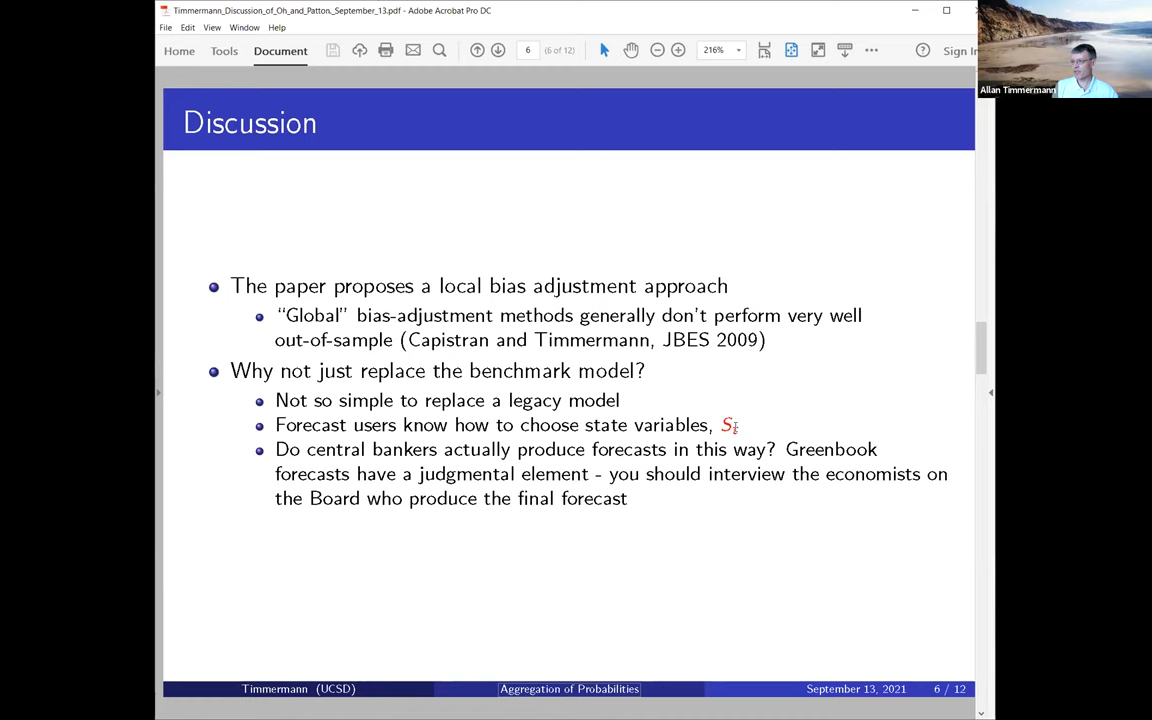 Timmermann_Discussion_of_Oh_and_Patton._September_13.pdf - Adobe Acrobat Pro DC
File Edit View Window Help
Home Tools Document 6 (6 of 12) 216% Sign In
Allan Timmermann
Discussion
The paper proposes a local bias adjustment approach
“Global” bias-adjustment methods generally don't perform very well
out-of-sample (Capistran and Timmermann, JBES 2009)
Why not just replace the benchmark model?
Not so simple to replace a legacy model
Forecast users know how to choose state variables, S_t
Do central bankers actually produce forecasts in this way? Greenbook
forecasts have a judgmental element - you should interview the economists on
the Board who produce the final forecast
Timmermann (UCSD) Aggregation of Probabilities September 13, 2021 6 / 12